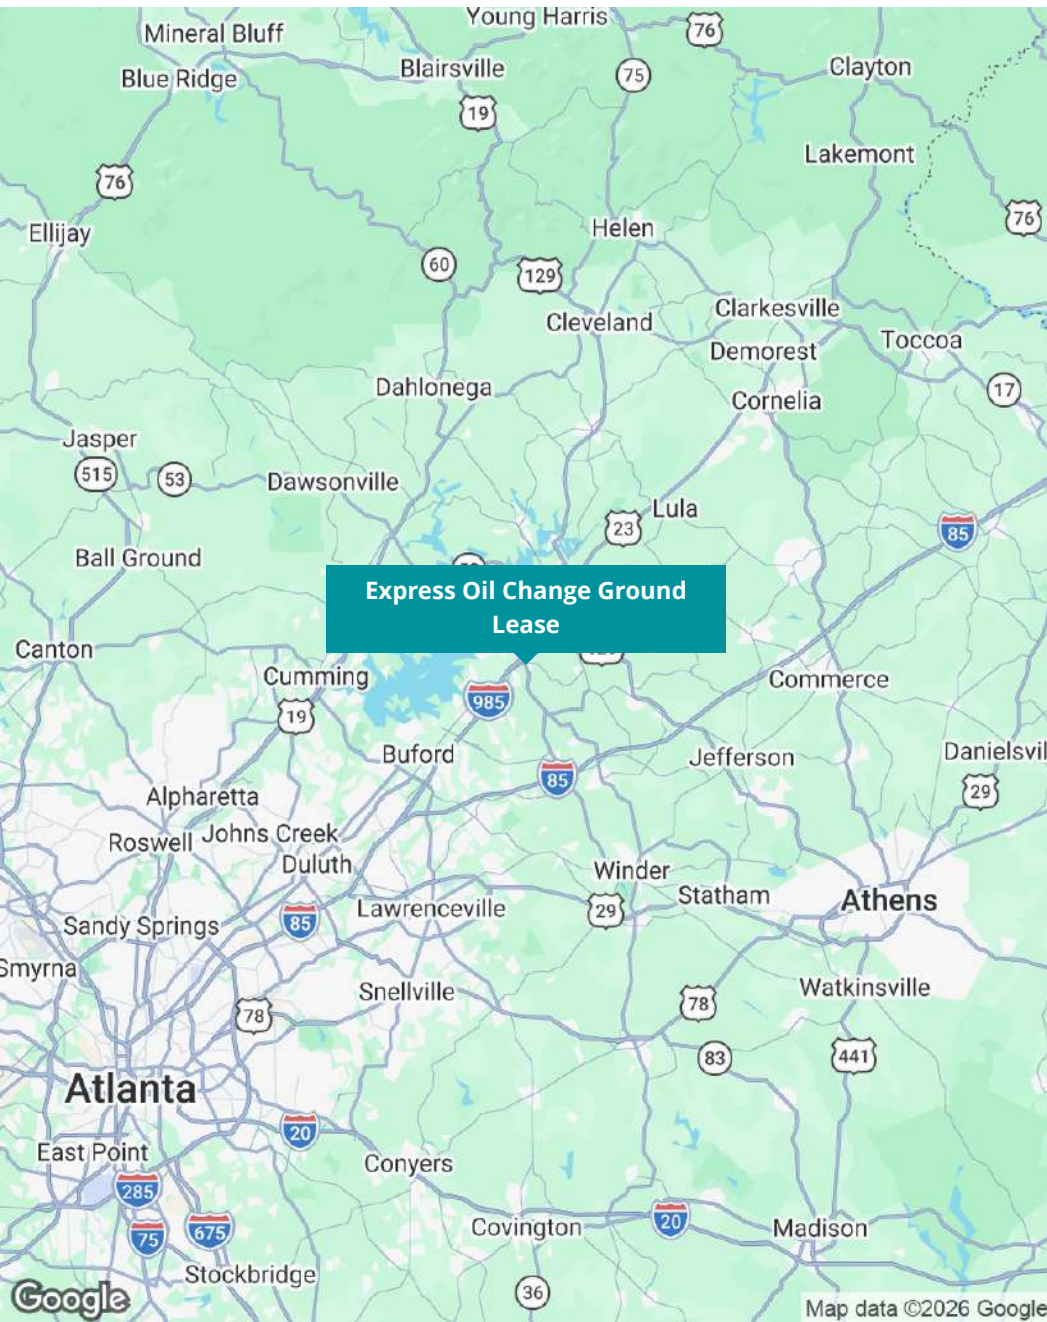 Young Harris
76
Mineral Bluff
Blairsville
75
Clayton
Blue Ridge
19
Lakemont
76
76
Ellijay
Helen
60
129
Clarkesville
Cleveland
Toccoa
Demorest
Dahlonega
17
Cornelia
Jasper
515
53
Dawsonville
Lula
23
85
Ball Ground
Express Oil Change Ground
Lease
Canton
Cumming
Commerce
985
19
Buford
Jefferson
Danielsvil
85
29
Alpharetta
Roswell
Johns Creek
Duluth
Winder
Statham
Athens
29
Lawrenceville
85
Sandy Springs
Smyrna
Snellville
Watkinsville
78
78
83
441
Atlanta
20
East Point
Conyers
285
Covington
20
Madison
75
675
Stockbridge
36
Google
Map data ©2026 Google